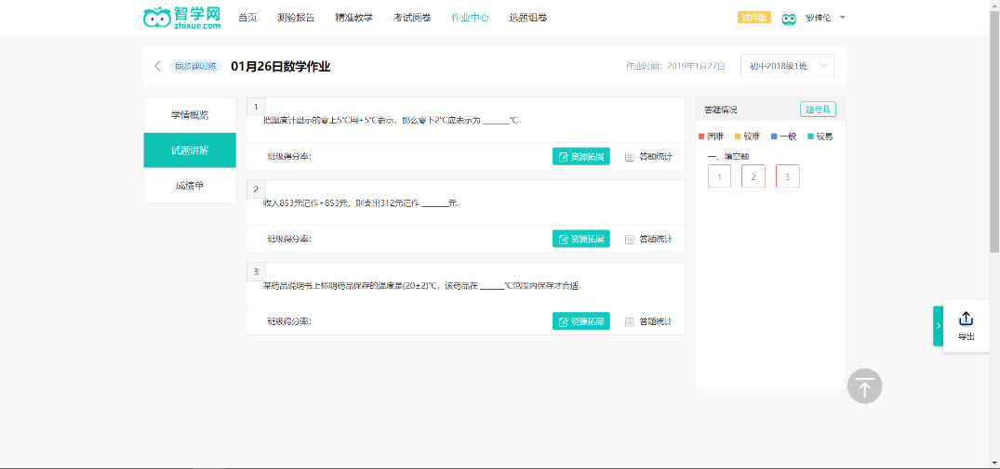 智学网
zhixue.com
首页 测验报告 精准教学 考试阅卷 作业中心 选题组卷 试用版 罗梓伦
同步课时练 01月26日数学作业 作业时间：2019年1月27日 初中2018级1班
学情概览
试题讲解
成绩单
1
把温度计显示的零上5℃用+5℃表示，那么零下2℃应表示为 ______℃.
班级得分率: 资源拓展 答题统计
2
收入853元记作+853元，则支出312元记作 ______元.
班级得分率: 资源拓展 答题统计
3
某药品说明书上标明药品保存的温度是(20±2)℃，该药品在 ______℃范围内保存才合适.
班级得分率: 资源拓展 答题统计
答题情况 题号
困难 较难 一般 较易
一、填空题
1 2 3
导出